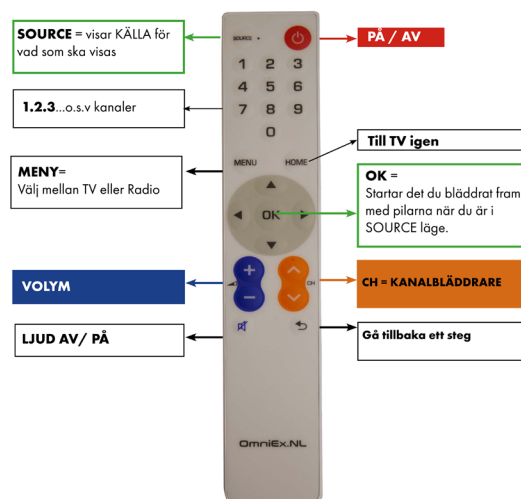 SOURCE = visar KÄLLA för
vad som ska visas
SOURCE
PÅ / AV
1 2 3
4 5 6
7 8 9
0
1.2.3...o.s.v kanaler
MENU HOME
Till TV igen
MENY=
Välj mellan TV eller Radio
OK
OK =
Startar det du bläddrat fram
med pilarna när du är i
SOURCE läge.
VOLYM
+
−
CH
CH = KANALBLÄDDRARE
LJUD AV/ PÅ
Gå tillbaka ett steg
OmniEx.NL